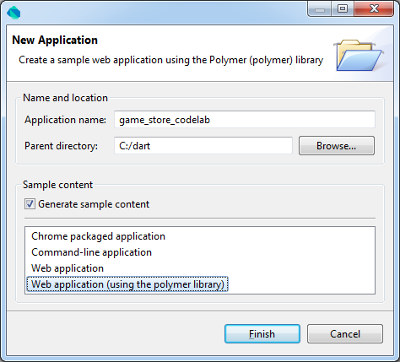 New Application
Create a sample web application using the Polymer (polymer) library
Name and location
Application name: game_store_codelab
Parent directory: C:/dart Browse...
Sample content
Generate sample content
Chrome packaged application
Command-line application
Web application
Web application (using the polymer library)
Finish Cancel